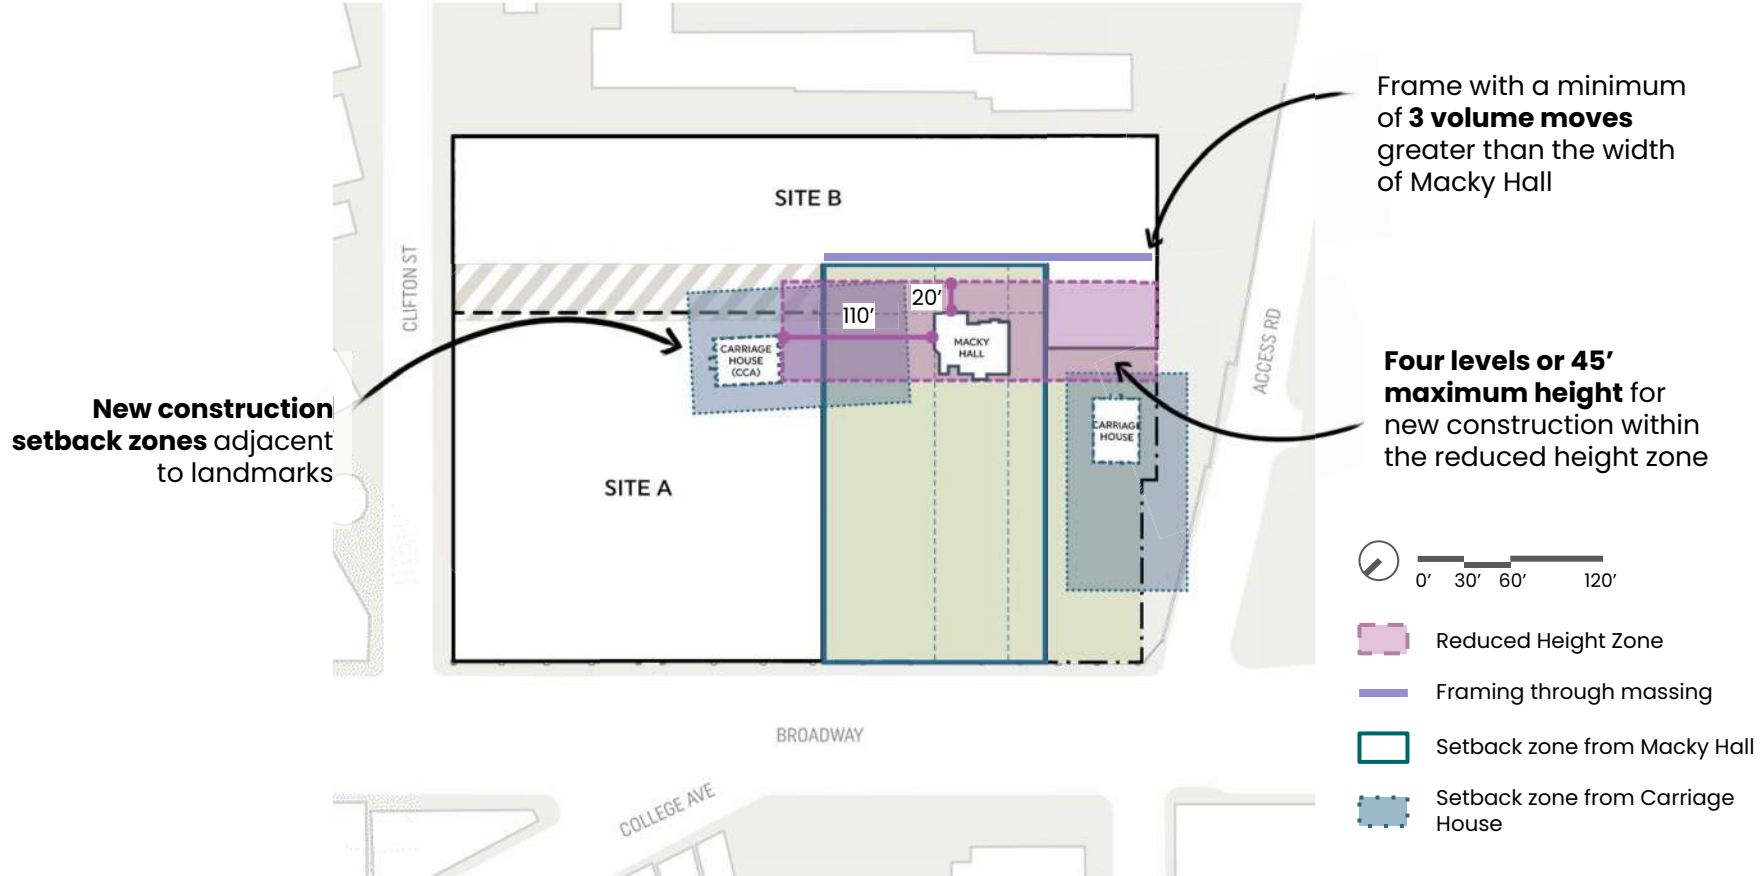 Frame with a minimum
of 3 volume moves
greater than the width
of Macky Hall
SITE B
CLIFTON ST
20’
110’
CARRIAGE
HOUSE
(CCA)
MACKY
HALL
ACCESS RD
Four levels or 45’
maximum height for
new construction within
the reduced height zone
New construction
setback zones adjacent
to landmarks
CARRIAGE
HOUSE
SITE A
0’ 30’ 60’ 120’
Reduced Height Zone
Framing through massing
Setback zone from Macky Hall
Setback zone from Carriage
House
BROADWAY
COLLEGE AVE